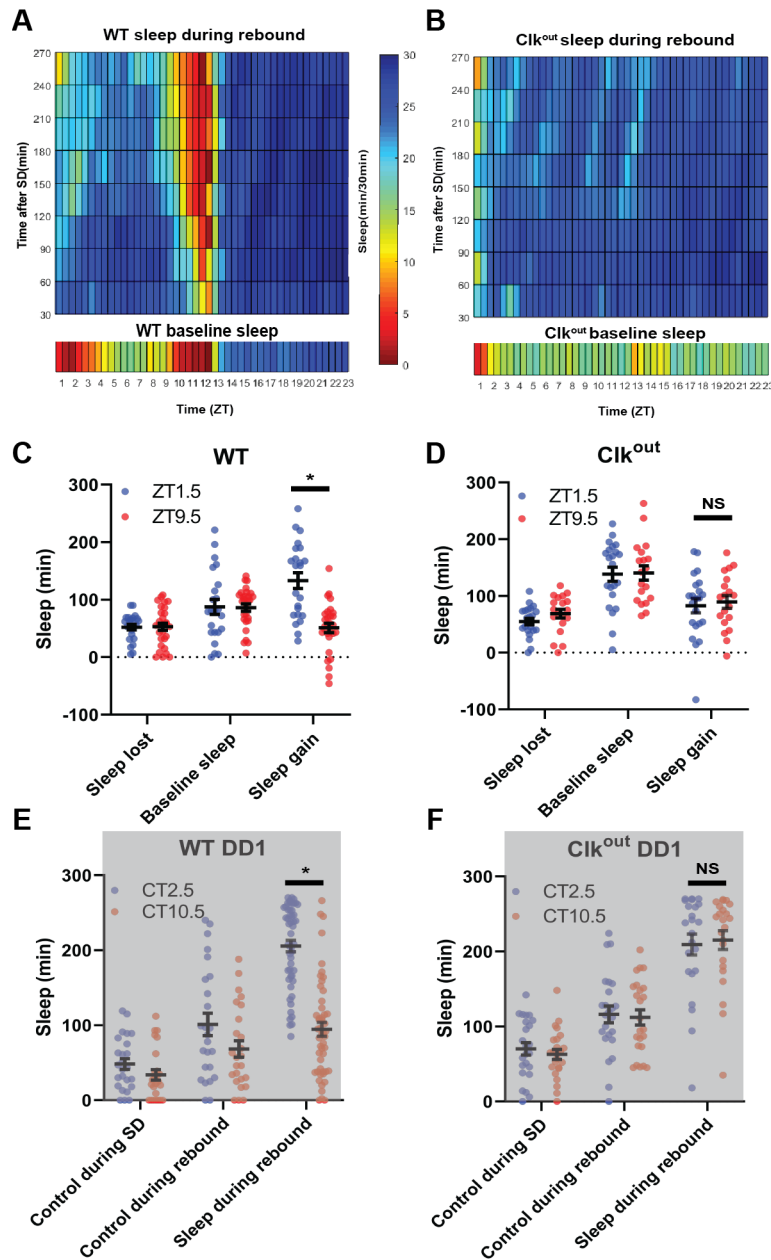 A
WT sleep during rebound
Time after SD(min)
270
240
210
180
150
120
90
60
30
30
25
20
15
10
5
0
Sleep(min/30min)
WT baseline sleep
1 2 3 4 5 6 7 8 9 10 11 12 13 14 15 16 17 18 19 20 21 22 23
Time (ZT)
B
Clkout sleep during rebound
Time after SD(min)
270
240
210
180
150
120
90
60
30
Clkout baseline sleep
1 2 3 4 5 6 7 8 9 10 11 12 13 14 15 16 17 18 19 20 21 22 23
Time (ZT)
C
WT
Sleep (min)
300
200
100
0
-100
ZT1.5
ZT9.5
*
Sleep lost
Baseline sleep
Sleep gain
D
Clkout
Sleep (min)
300
200
100
0
-100
ZT1.5
ZT9.5
NS
Sleep lost
Baseline sleep
Sleep gain
E
WT DD1
Sleep (min)
300
200
100
0
CT2.5
CT10.5
*
Control during SD
Control during rebound
Sleep during rebound
F
Clkout DD1
Sleep (min)
300
200
100
0
CT2.5
CT10.5
NS
Control during SD
Control during rebound
Sleep during rebound